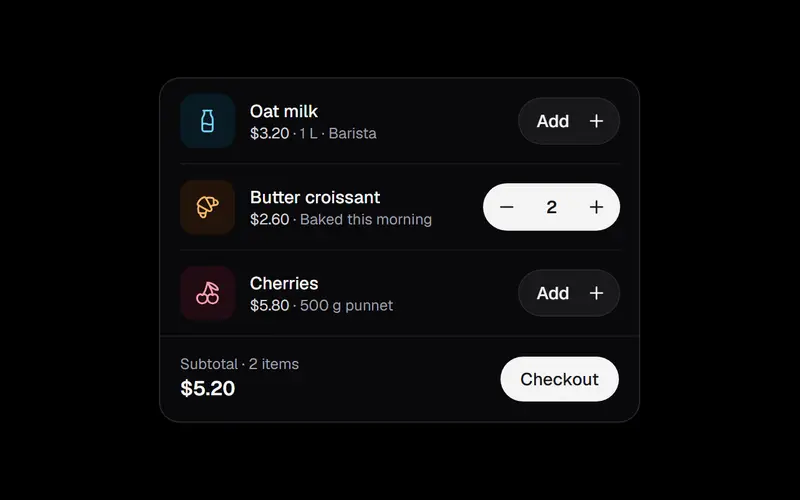 Oat milk
$3.20 · 1 L · Barista
Add +
Butter croissant
$2.60 · Baked this morning
− 2 +
Cherries
$5.80 · 500 g punnet
Add +
Subtotal · 2 items
$5.20
Checkout